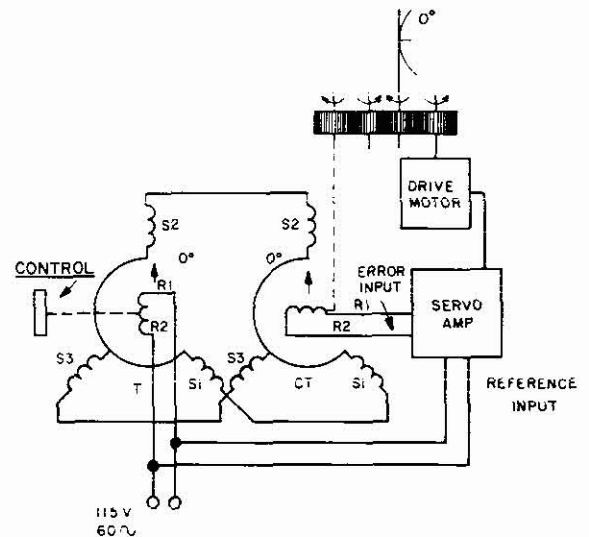 0°
DRIVE
MOTOR
S2
S2
0°
0°
CONTROL
R1
R2
ERROR
INPUT
R1
R2
SERVO
AMP
S3
S1
S3
S1
T
CT
REFERENCE
INPUT
115V
60∿